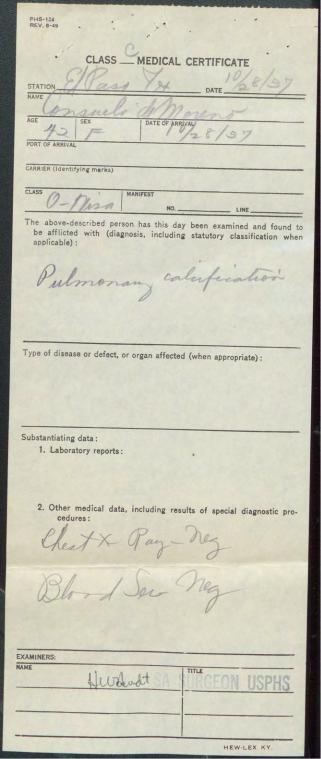 PHS-124
REV. 8-49
CLASS C MEDICAL CERTIFICATE
STATION El Paso Tx DATE 10/28/57
NAME
Consuelo de Moreno
AGE SEX DATE OF ARRIVAL
42 F 10/28/57
PORT OF ARRIVAL
CARRIER (Identifying marks)
CLASS MANIFEST
0-Visa NO. LINE
The above-described person has this day been examined and found to
be afflicted with (diagnosis, including statutory classification when
applicable):
Pulmonary calcification
Type of disease or defect, or organ affected (when appropriate):
Substantiating data:
1. Laboratory reports:
2. Other medical data, including results of special diagnostic pro-
cedures:
Chest X Ray - Neg
Blood Ser Neg
EXAMINERS:
NAME TITLE
SA SURGEON USPHS
HEW-LEX KY.